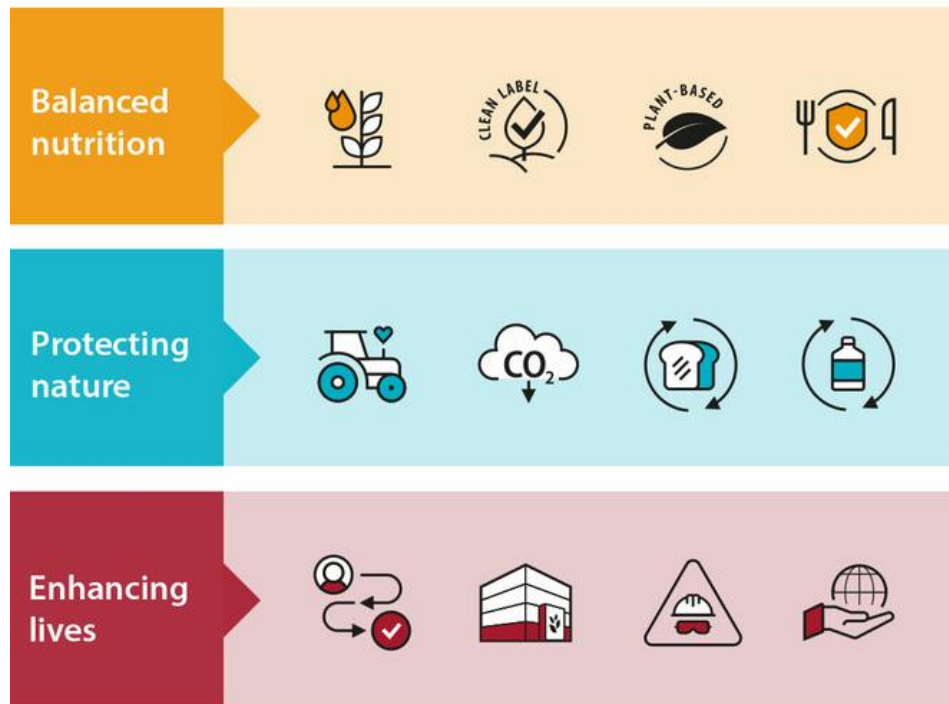 Balanced
nutrition
CLEAN LABEL
PLANT-BASED
Protecting
nature
CO₂
Enhancing
lives